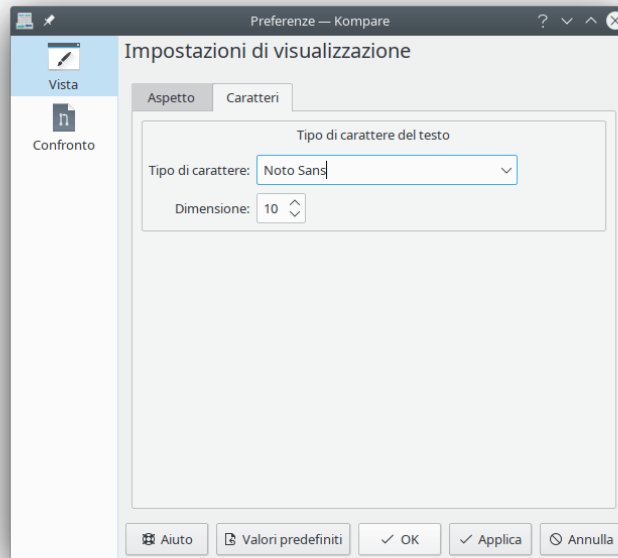 Preferenze — Kompare
Vista
Confronto
Impostazioni di visualizzazione
Aspetto Caratteri
Tipo di carattere del testo
Tipo di carattere: Noto Sans
Dimensione: 10
Aiuto Valori predefiniti OK Applica Annulla